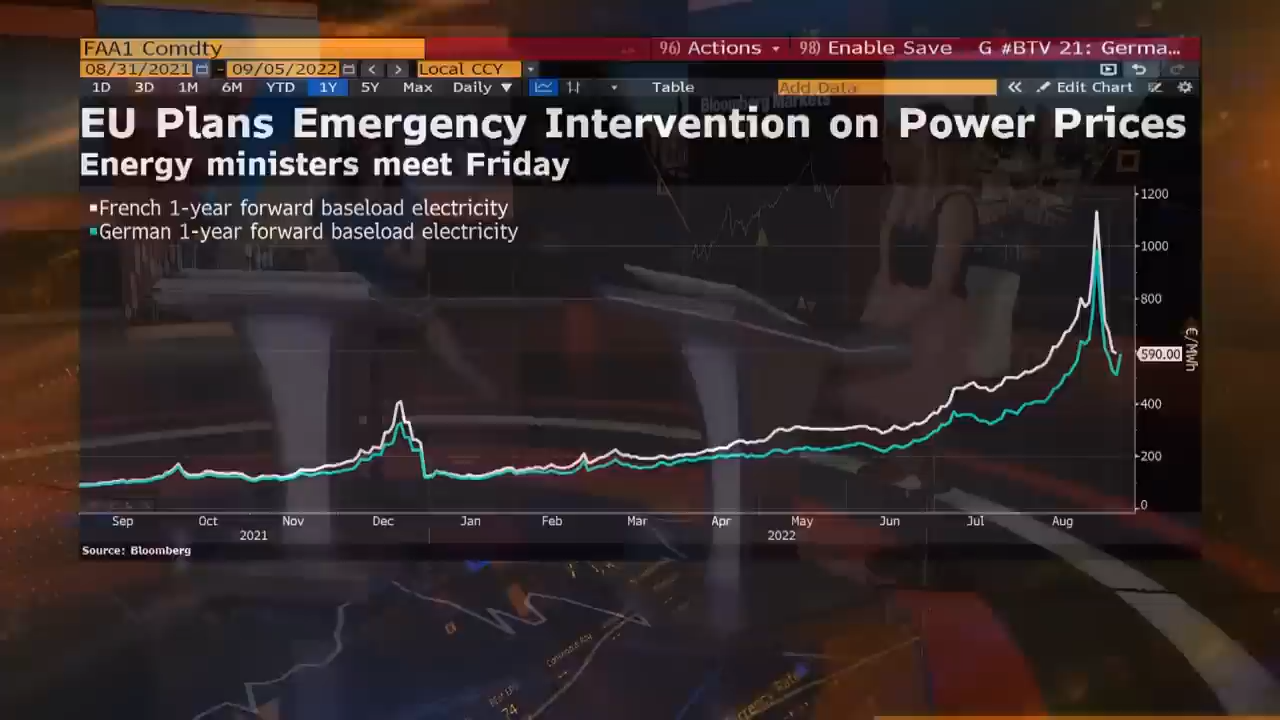 FAA1 Comdty
96) Actions 98) Enable Save G #BTV 21: Germa...
08/31/2021 - 09/05/2022 Local CCY
1D 3D 1M 6M YTD 1Y 5Y Max Daily Table Add Data Edit Chart
Bloomberg Markets
EU Plans Emergency Intervention on Power Prices
Energy ministers meet Friday
French 1-year forward baseload electricity
German 1-year forward baseload electricity
1200
1000
800
590.00
€/MWh
400
200
0
Sep Oct Nov Dec Jan Feb Mar Apr May Jun Jul Aug
2021 2022
Source: Bloomberg
74